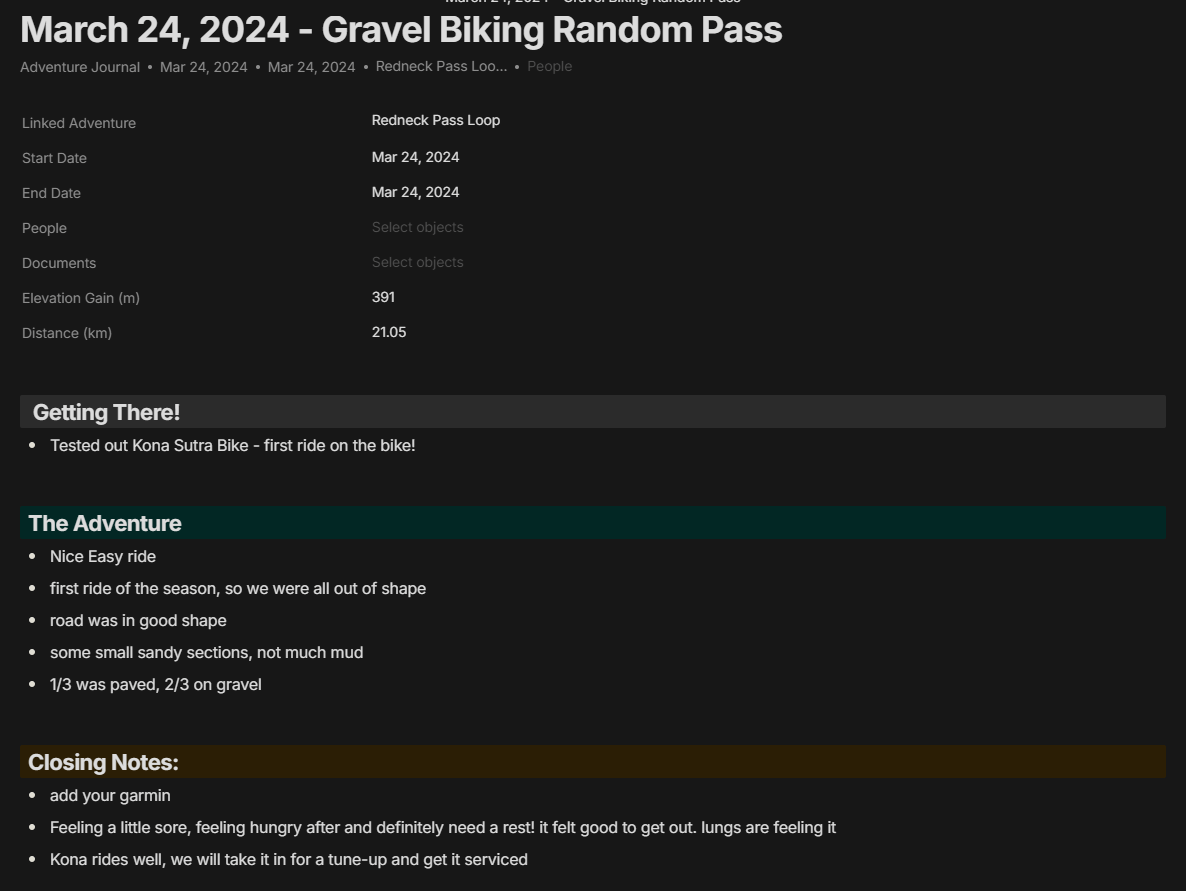 March 24, 2024 - Gravel Biking Random Pass
March 24, 2024 - Gravel Biking Random Pass
Adventure Journal • Mar 24, 2024 • Mar 24, 2024 • Redneck Pass Loo... • People
Linked Adventure Redneck Pass Loop
Start Date Mar 24, 2024
End Date Mar 24, 2024
People Select objects
Documents Select objects
Elevation Gain (m) 391
Distance (km) 21.05
Getting There!
• Tested out Kona Sutra Bike - first ride on the bike!
The Adventure
• Nice Easy ride
• first ride of the season, so we were all out of shape
• road was in good shape
• some small sandy sections, not much mud
• 1/3 was paved, 2/3 on gravel
Closing Notes:
• add your garmin
• Feeling a little sore, feeling hungry after and definitely need a rest! it felt good to get out. lungs are feeling it
• Kona rides well, we will take it in for a tune-up and get it serviced